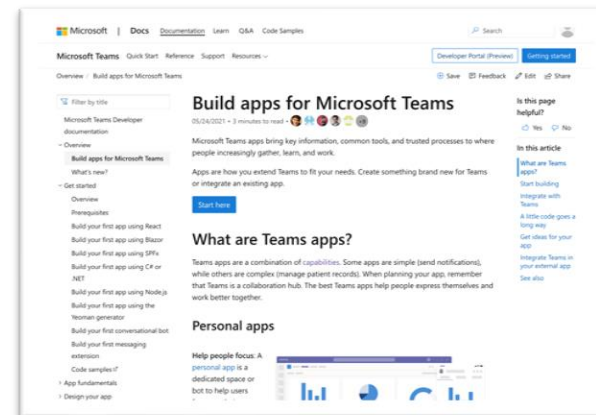 Microsoft | Docs Documentation Learn Q&A Code Samples Search
Microsoft Teams Quick Start Reference Support Resources Developer Portal (Preview) Getting started
Overview / Build apps for Microsoft Teams Save Feedback Edit Share
Filter by title
Microsoft Teams Developer
documentation
Overview
Build apps for Microsoft Teams
What's new?
Get started
Overview
Prerequisites
Build your first app using React
Build your first app using Blazor
Build your first app using SPFx
Build your first app using C# or
.NET
Build your first app using Node.js
Build your first app using the
Yeoman generator
Build your first conversational bot
Build your first messaging
extension
Code samples
App fundamentals
Design your app
Build apps for Microsoft Teams
05/24/2021 • 3 minutes to read •
Microsoft Teams apps bring key information, common tools, and trusted processes to where
people increasingly gather, learn, and work.
Apps are how you extend Teams to fit your needs. Create something brand new for Teams
or integrate an existing app.
Start here
What are Teams apps?
Teams apps are a combination of capabilities. Some apps are simple (send notifications),
while others are complex (manage patient records). When planning your app, remember
that Teams is a collaboration hub. The best Teams apps help people express themselves and
work better together.
Personal apps
Help people focus: A
personal app is a
dedicated space or
bot to help users
Is this page
helpful?
Yes No
In this article
What are Teams
apps?
Start building
Integrate with
Teams
A little code goes a
long way
Get ideas for your
app
Integrate Teams in
your external app
See also